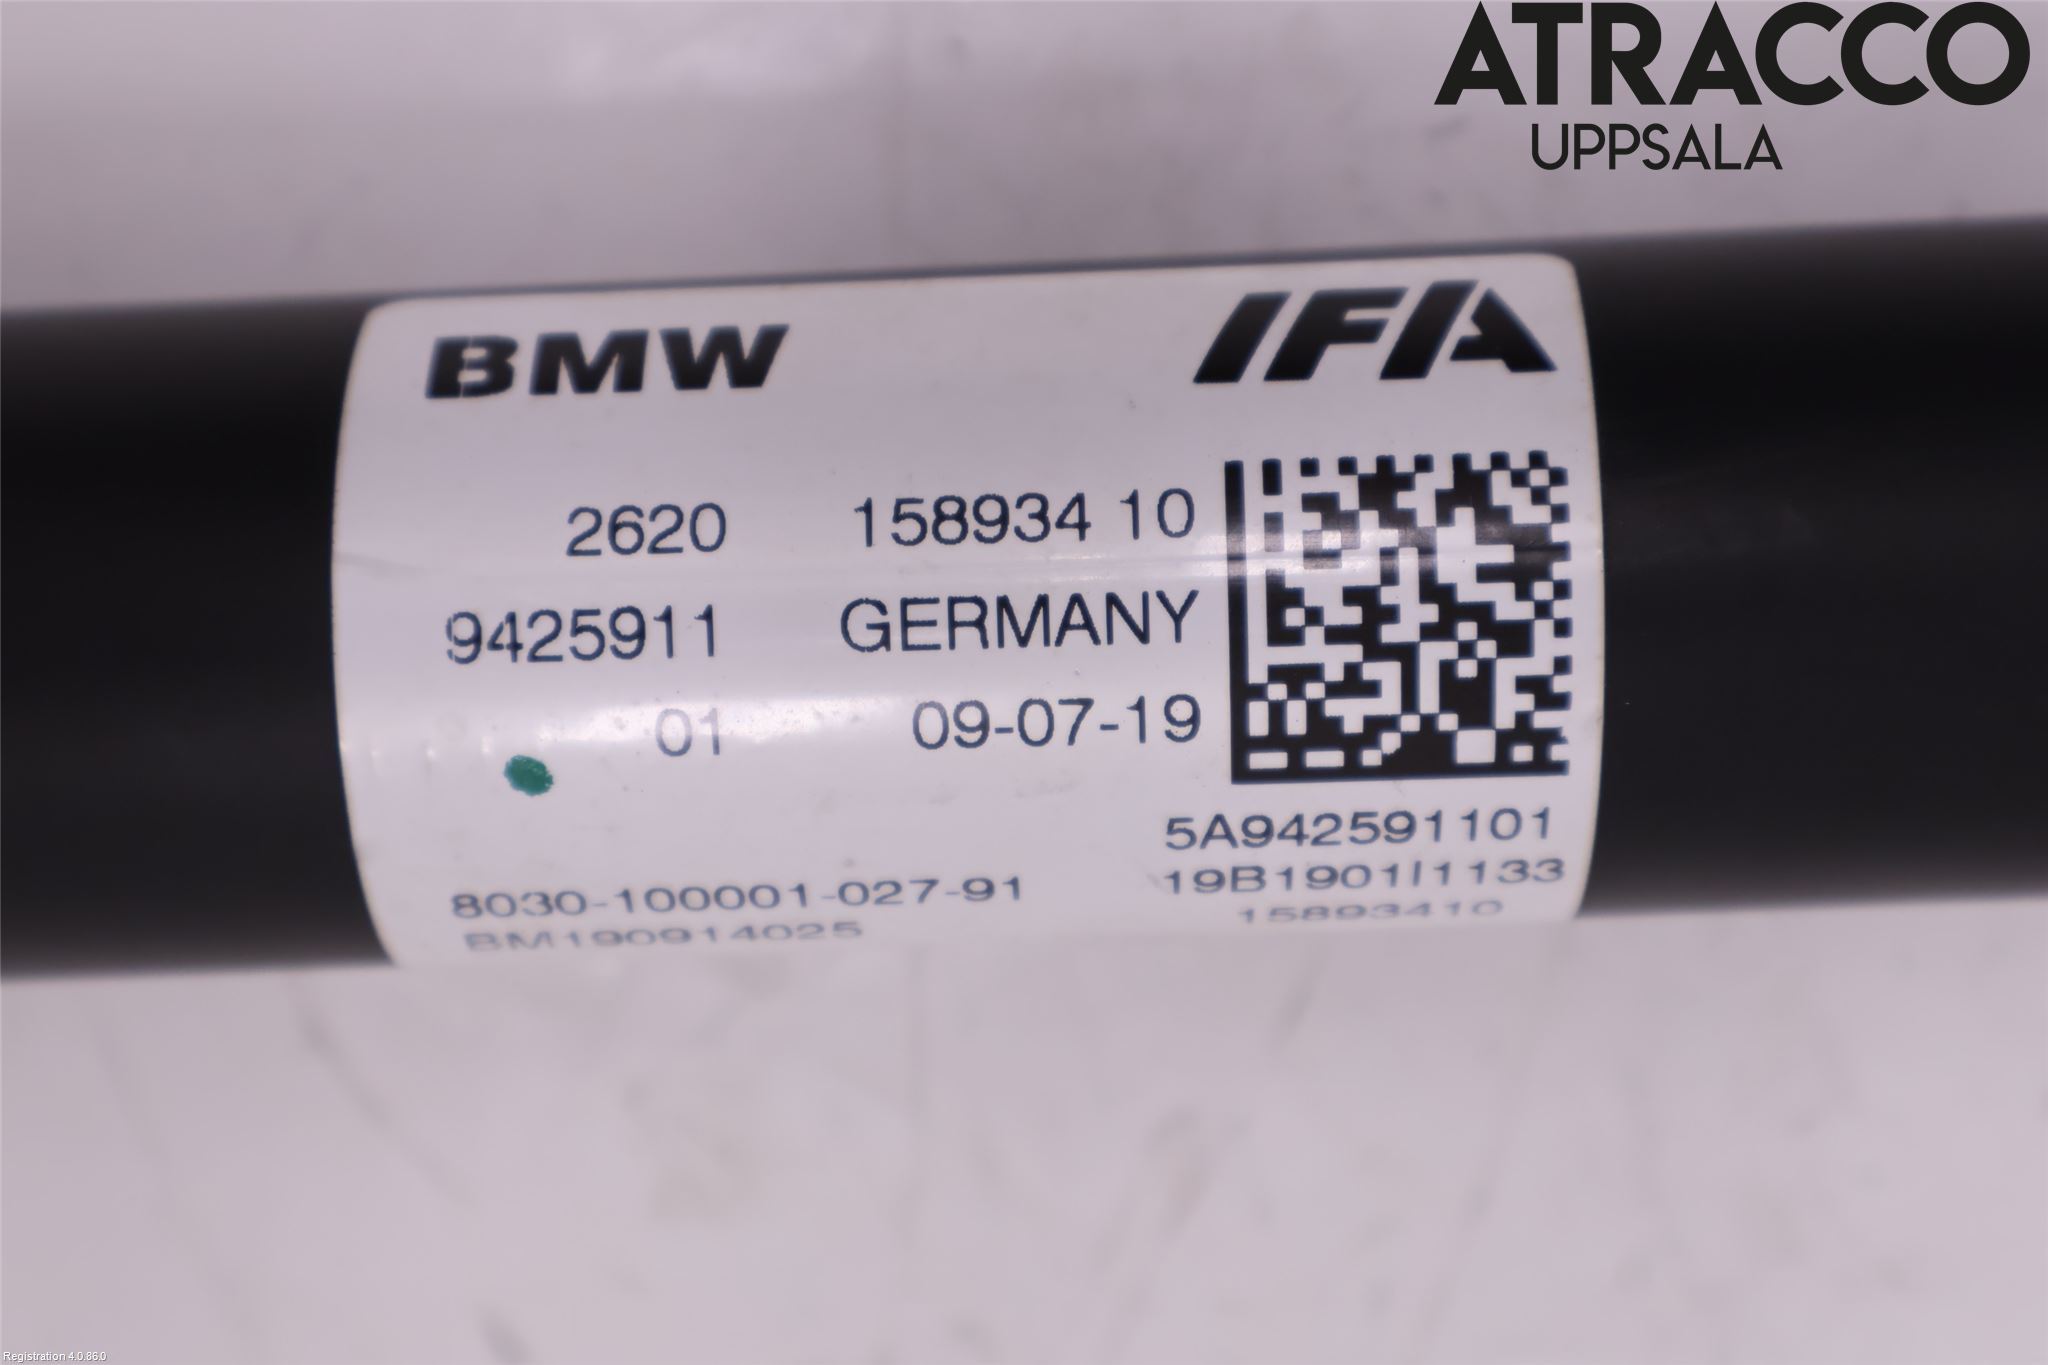 ATRACCO
UPPSALA
BMW
IFA
2620 158934 10
9425911 GERMANY
01 09-07-19
5A942591101
8030-100001-027-91 19B1901I1133
BM190914025 15893410
Registration 4.0.86.0